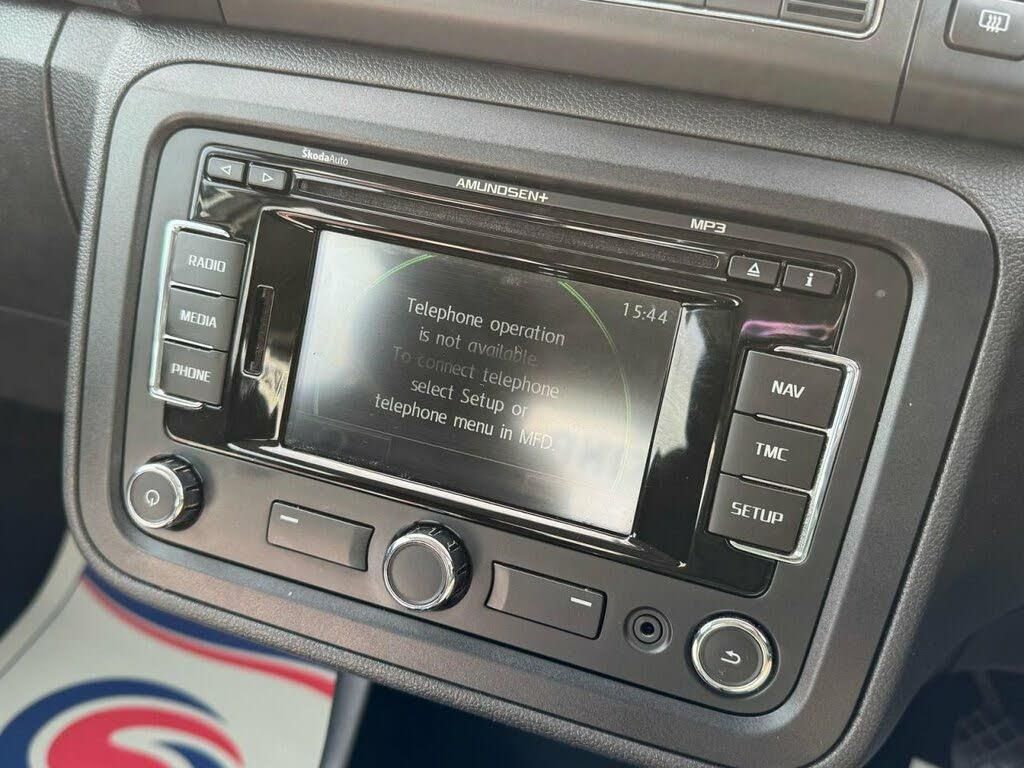 ŠkodaAuto
AMUNDSEN+
MP3
RADIO
MEDIA
PHONE
15:44
Telephone operation
is not available.
To connect telephone
select Setup or
telephone menu in MFD.
NAV
TMC
SETUP
i